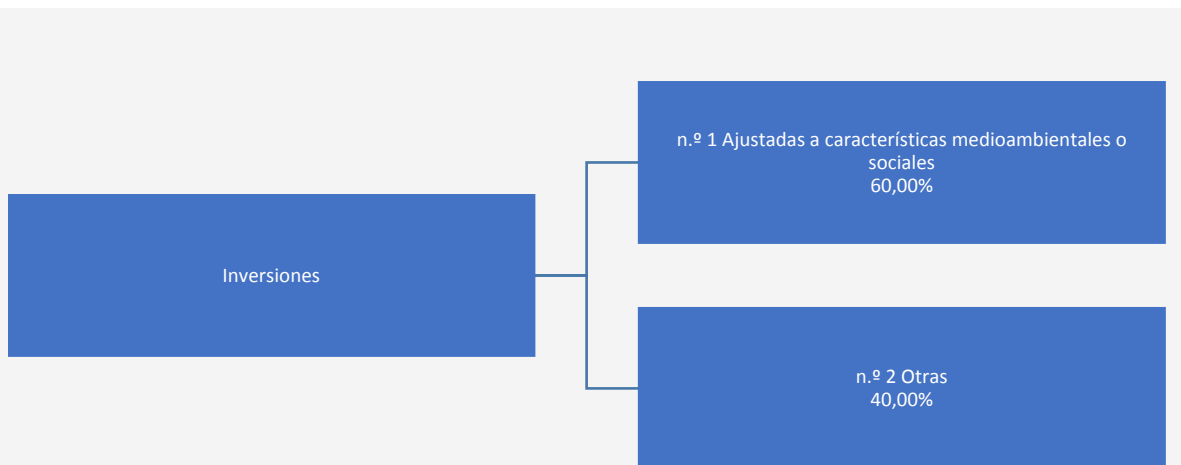 n.º 1 Ajustadas a características medioambientales o
sociales
60,00%
Inversiones
n.º 2 Otras
40,00%